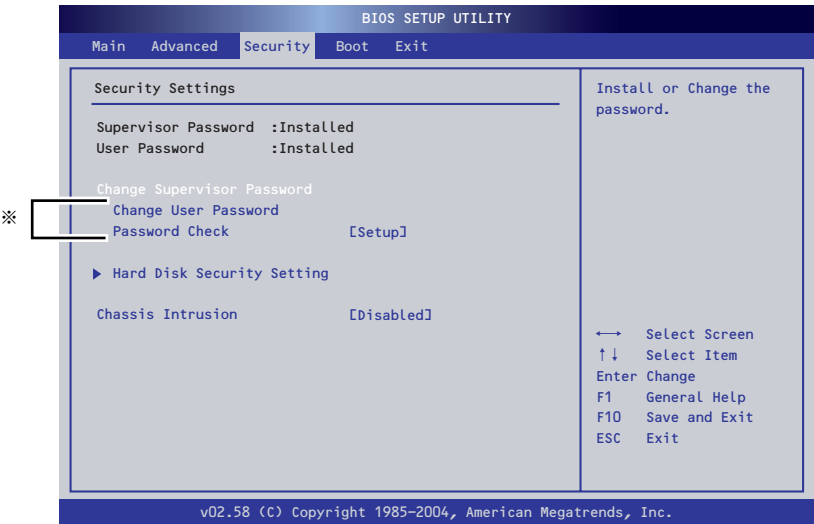 BIOS SETUP UTILITY
Main Advanced Security Boot Exit
Security Settings
Supervisor Password :Installed
User Password :Installed
Change Supervisor Password
※
Change User Password
Password Check [Setup]
Hard Disk Security Setting
Chassis Intrusion [Disabled]
Install or Change the
password.
←→ Select Screen
↑↓ Select Item
Enter Change
F1 General Help
F10 Save and Exit
ESC Exit
v02.58 (C) Copyright 1985-2004, American Megatrends, Inc.